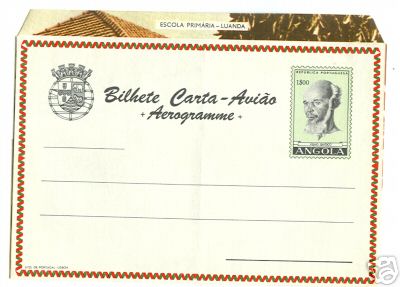 ESCOLA PRIMÁRIA - LUANDA
REPÚBLICA PORTUGUESA
1$00
Bilhete Carta-Avião
+ Aerogramme +
ANGOLA